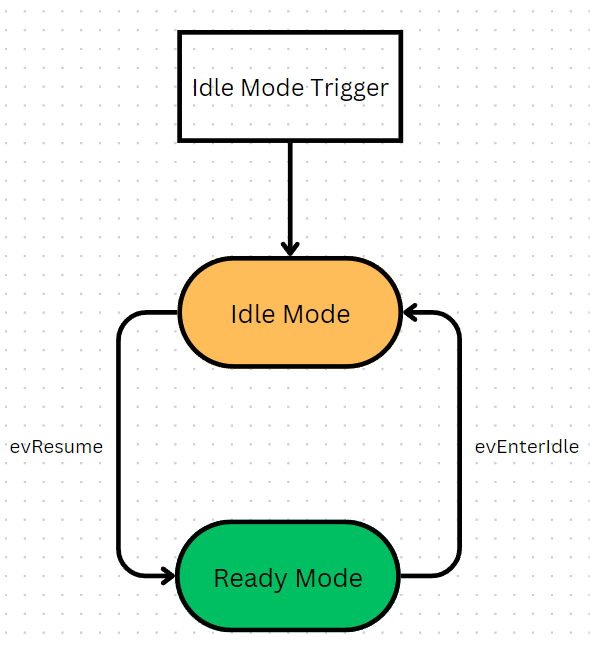 Idle Mode Trigger
Idle Mode
evResume
evEnterIdle
Ready Mode